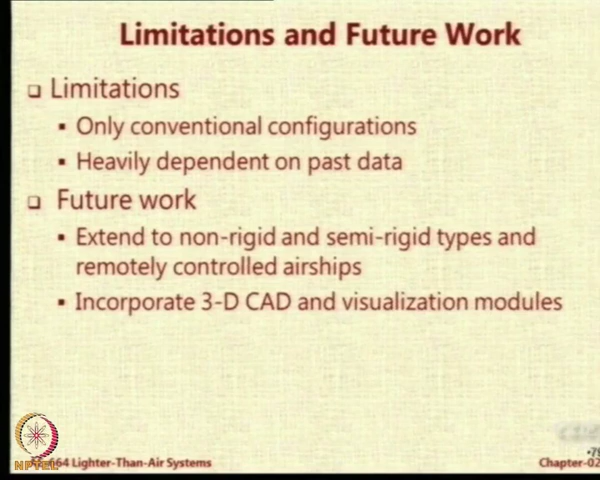 Limitations and Future Work
Limitations
Only conventional configurations
Heavily dependent on past data
Future work
Extend to non-rigid and semi-rigid types and
remotely controlled airships
Incorporate 3-D CAD and visualization modules
NPTEL
664 Lighter-Than-Air Systems
Chapter-02